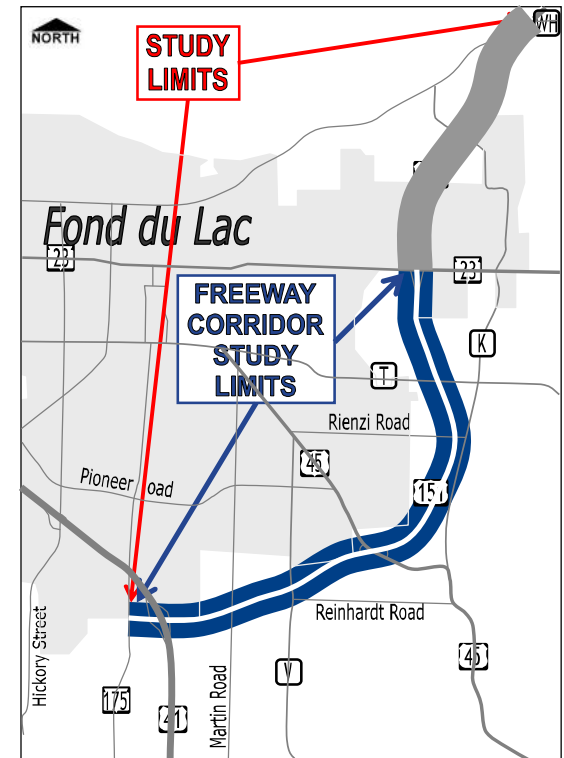 NORTH
STUDY
LIMITS
WH
Fond du Lac
23
23
FREEWAY
CORRIDOR
STUDY
LIMITS
K
T
Rienzi Road
45
Pioneer Road
151
Reinhardt Road
Hickory Street
Martin Road
V
45
175
41